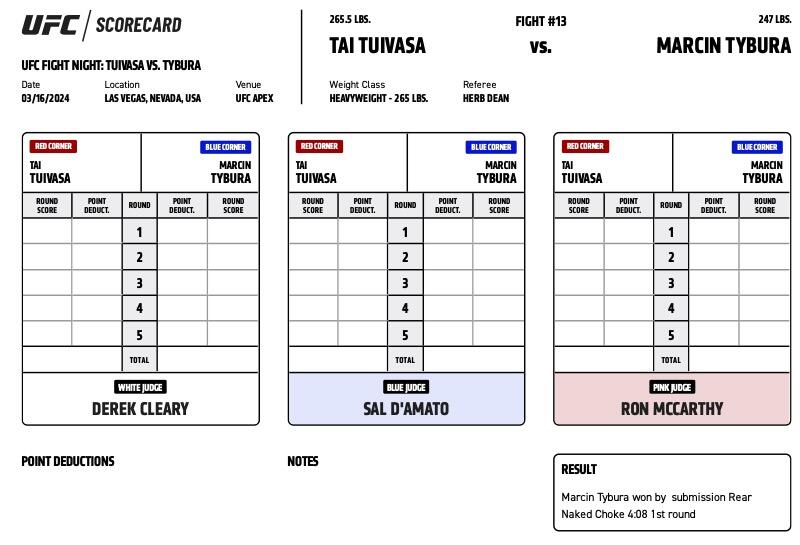 UFC SCORECARD
UFC FIGHT NIGHT: TUIVASA VS. TYBURA
Date Location Venue
03/16/2024 LAS VEGAS, NEVADA, USA UFC APEX
265.5 LBS. FIGHT #13 247 LBS.
TAI TUIVASA vs. MARCIN TYBURA
Weight Class Referee
HEAVYWEIGHT - 265 LBS. HERB DEAN
RED CORNER BLUE CORNER
TAI MARCIN
TUIVASA TYBURA
ROUND POINT ROUND POINT ROUND
SCORE DEDUCT. DEDUCT. SCORE
1
2
3
4
5
TOTAL
WHITE JUDGE
DEREK CLEARY
RED CORNER BLUE CORNER
TAI MARCIN
TUIVASA TYBURA
ROUND POINT ROUND POINT ROUND
SCORE DEDUCT. DEDUCT. SCORE
1
2
3
4
5
TOTAL
BLUE JUDGE
SAL D'AMATO
RED CORNER BLUE CORNER
TAI MARCIN
TUIVASA TYBURA
ROUND POINT ROUND POINT ROUND
SCORE DEDUCT. DEDUCT. SCORE
1
2
3
4
5
TOTAL
PINK JUDGE
RON MCCARTHY
POINT DEDUCTIONS
NOTES
RESULT
Marcin Tybura won by submission Rear
Naked Choke 4:08 1st round